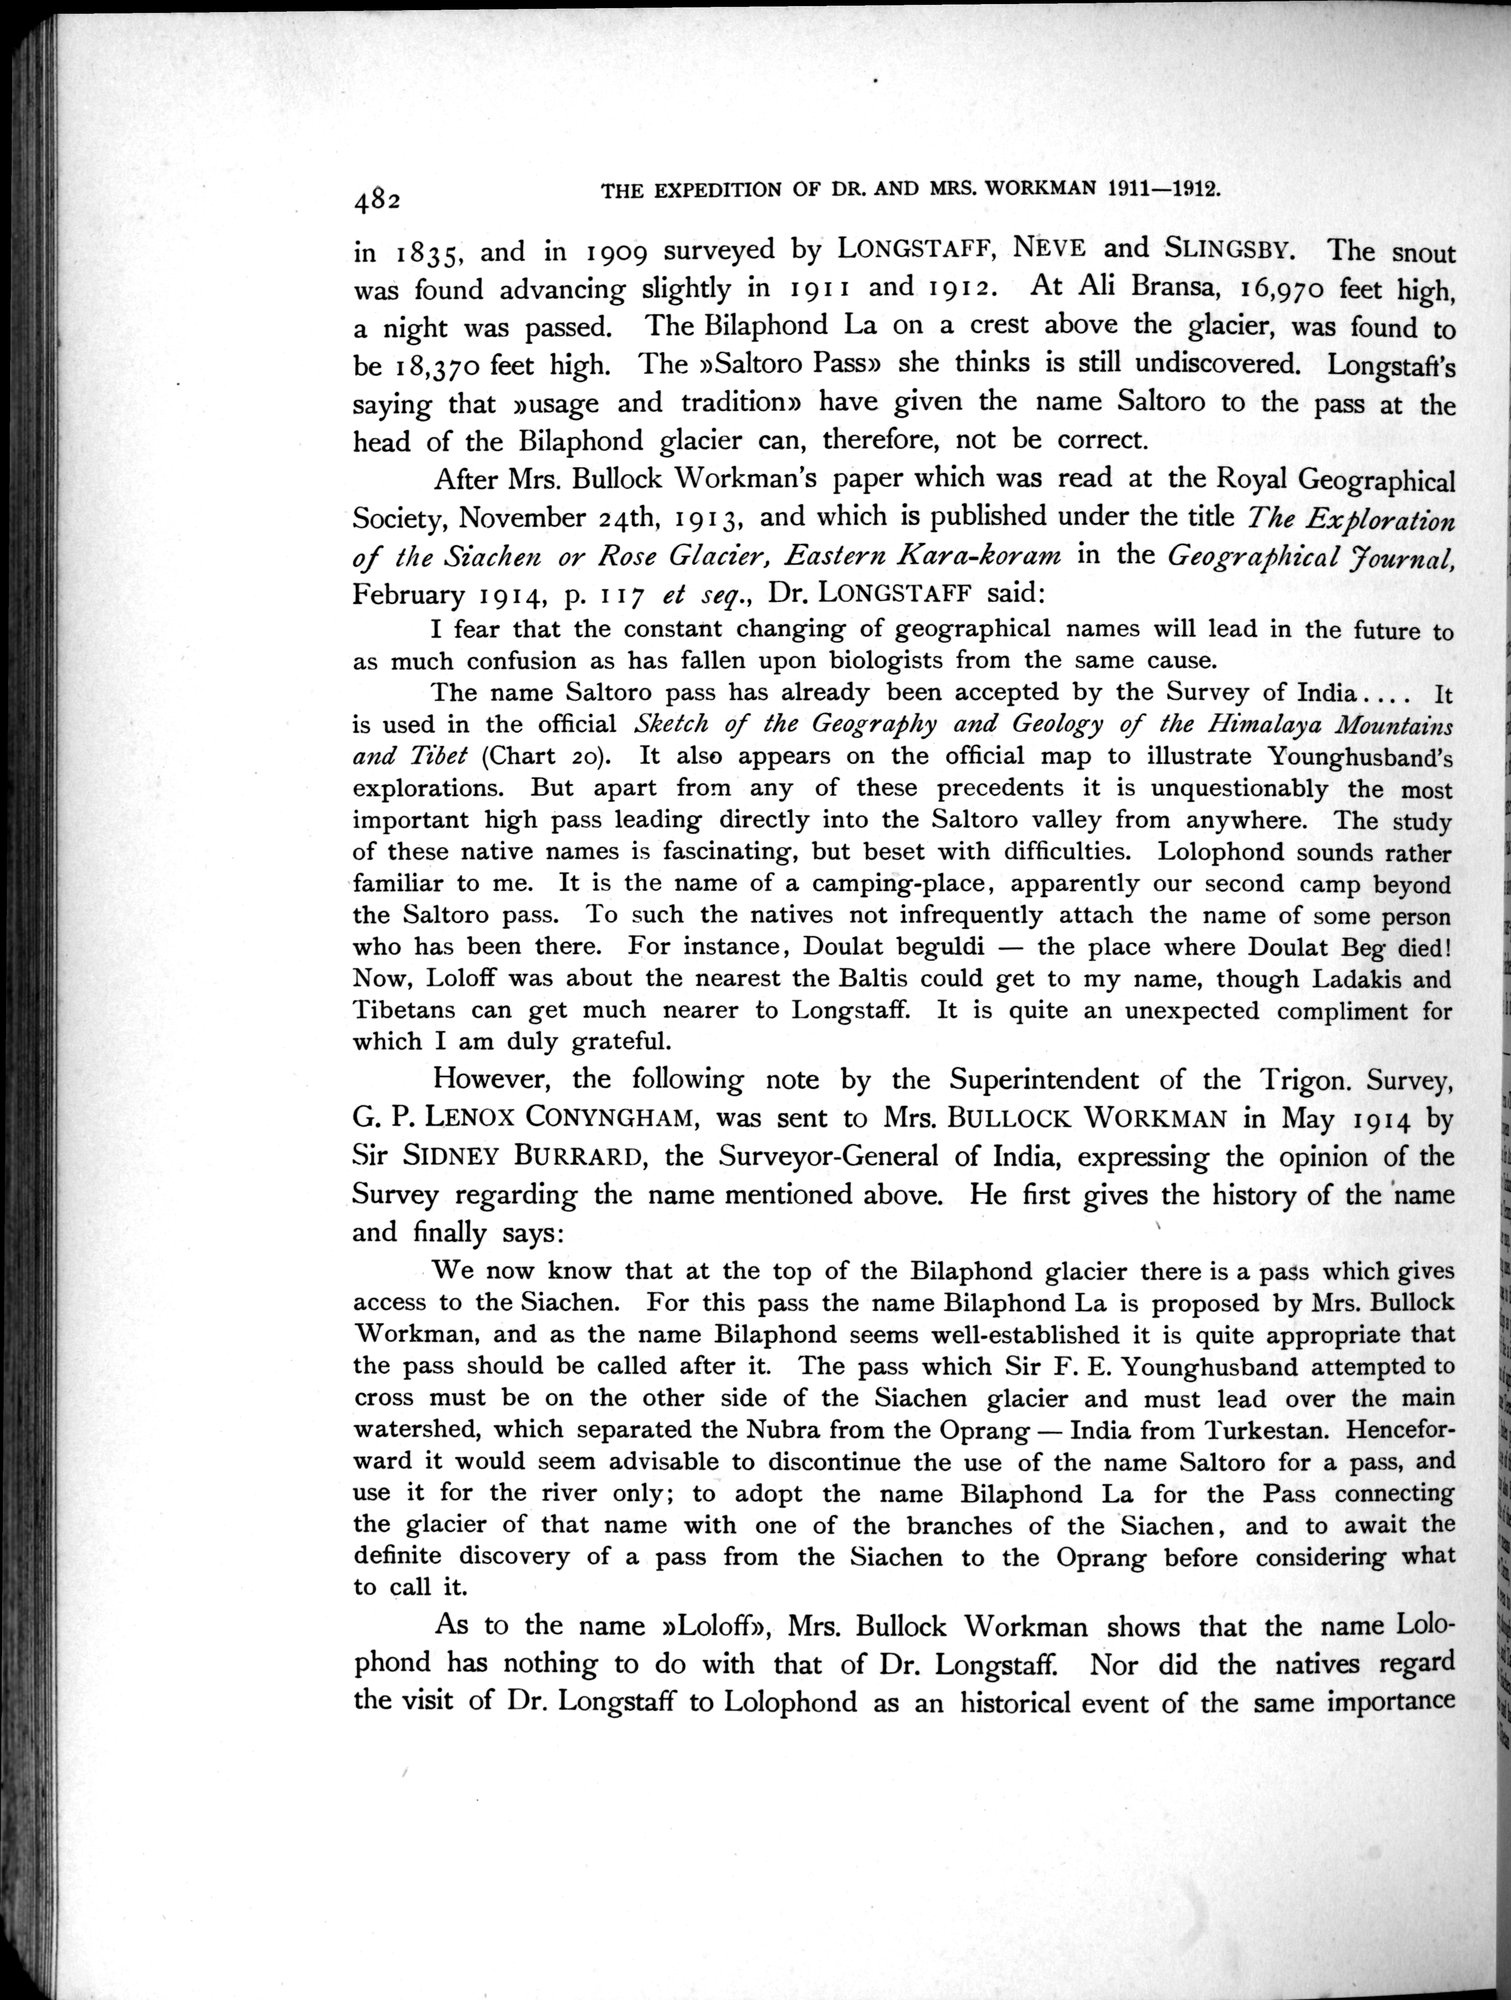 482
THE EXPEDITION OF DR. AND MRS. WORKMAN 1911—1912.
in 1835, and in 1909 surveyed by LONGSTAFF, NEVE and SLINGSBY. The snout
was found advancing slightly in 1911 and 1912. At Ali Bransa, 16,970 feet high,
a night was passed. The Bilaphond La on a crest above the glacier, was found to
be 18,370 feet high. The »Saltoro Pass» she thinks is still undiscovered. Longstaff's
saying that »usage and tradition» have given the name Saltoro to the pass at the
head of the Bilaphond glacier can, therefore, not be correct.
After Mrs. Bullock Workman's paper which was read at the Royal Geographical
Society, November 24th, 1913, and which is published under the title The Exploration
of the Siachen or Rose Glacier, Eastern Kara-koram in the Geographical Journal,
February 1914, p. 117 et seq., Dr. LONGSTAFF said:
I fear that the constant changing of geographical names will lead in the future to
as much confusion as has fallen upon biologists from the same cause.
The name Saltoro pass has already been accepted by the Survey of India.... It
is used in the official Sketch of the Geography and Geology of the Himalaya Mountains
and Tibet (Chart 20). It also appears on the official map to illustrate Younghusband's
explorations. But apart from any of these precedents it is unquestionably the most
important high pass leading directly into the Saltoro valley from anywhere. The study
of these native names is fascinating, but beset with difficulties. Lolophond sounds rather
familiar to me. It is the name of a camping-place, apparently our second camp beyond
the Saltoro pass. To such the natives not infrequently attach the name of some person
who has been there. For instance, Doulat beguldi — the place where Doulat Beg died!
Now, Loloff was about the nearest the Baltis could get to my name, though Ladakis and
Tibetans can get much nearer to Longstaff. It is quite an unexpected compliment for
which I am duly grateful.
However, the following note by the Superintendent of the Trigon. Survey,
G. P. LENOX CONYNGHAM, was sent to Mrs. BULLOCK WORKMAN in May 1914 by
Sir SIDNEY BURRARD, the Surveyor-General of India, expressing the opinion of the
Survey regarding the name mentioned above. He first gives the history of the name
and finally says:
We now know that at the top of the Bilaphond glacier there is a pass which gives
access to the Siachen. For this pass the name Bilaphond La is proposed by Mrs. Bullock
Workman, and as the name Bilaphond seems well-established it is quite appropriate that
the pass should be called after it. The pass which Sir F. E. Younghusband attempted to
cross must be on the other side of the Siachen glacier and must lead over the main
watershed, which separated the Nubra from the Oprang — India from Turkestan. Hencefor-
ward it would seem advisable to discontinue the use of the name Saltoro for a pass, and
use it for the river only; to adopt the name Bilaphond La for the Pass connecting
the glacier of that name with one of the branches of the Siachen, and to await the
definite discovery of a pass from the Siachen to the Oprang before considering what
to call it.
As to the name »Loloff», Mrs. Bullock Workman shows that the name Lolo-
phond has nothing to do with that of Dr. Longstaff. Nor did the natives regard
the visit of Dr. Longstaff to Lolophond as an historical event of the same importance